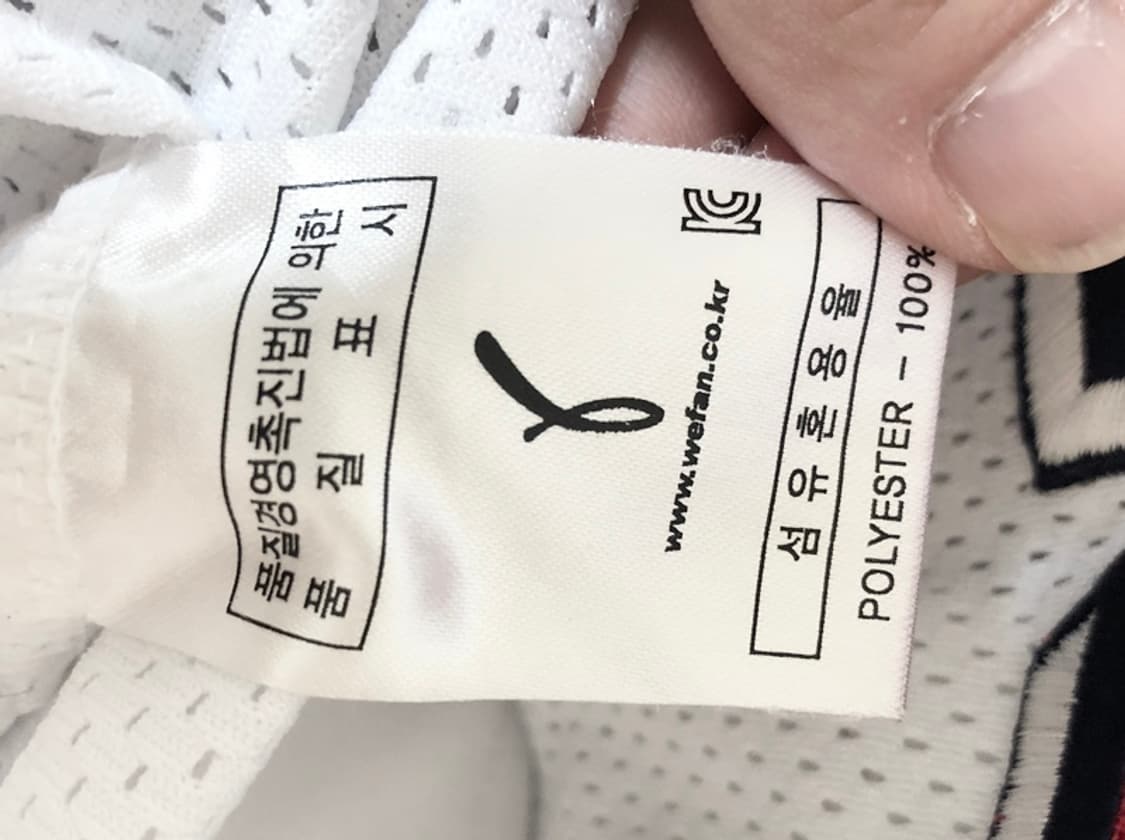 품질경영촉진법에 의한
품 질 표 시
www.wefan.co.kr
섬 유 혼 용 율
POLYESTER - 100%